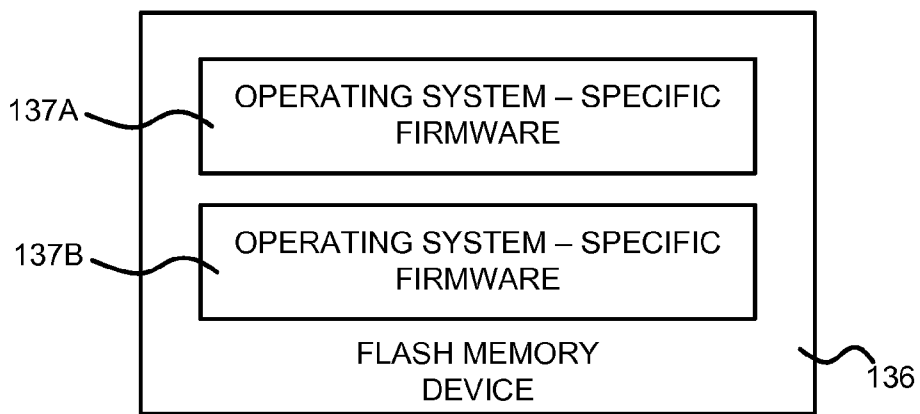 OPERATING SYSTEM – SPECIFIC
FIRMWARE
137A
OPERATING SYSTEM – SPECIFIC
FIRMWARE
137B
FLASH MEMORY
DEVICE
136